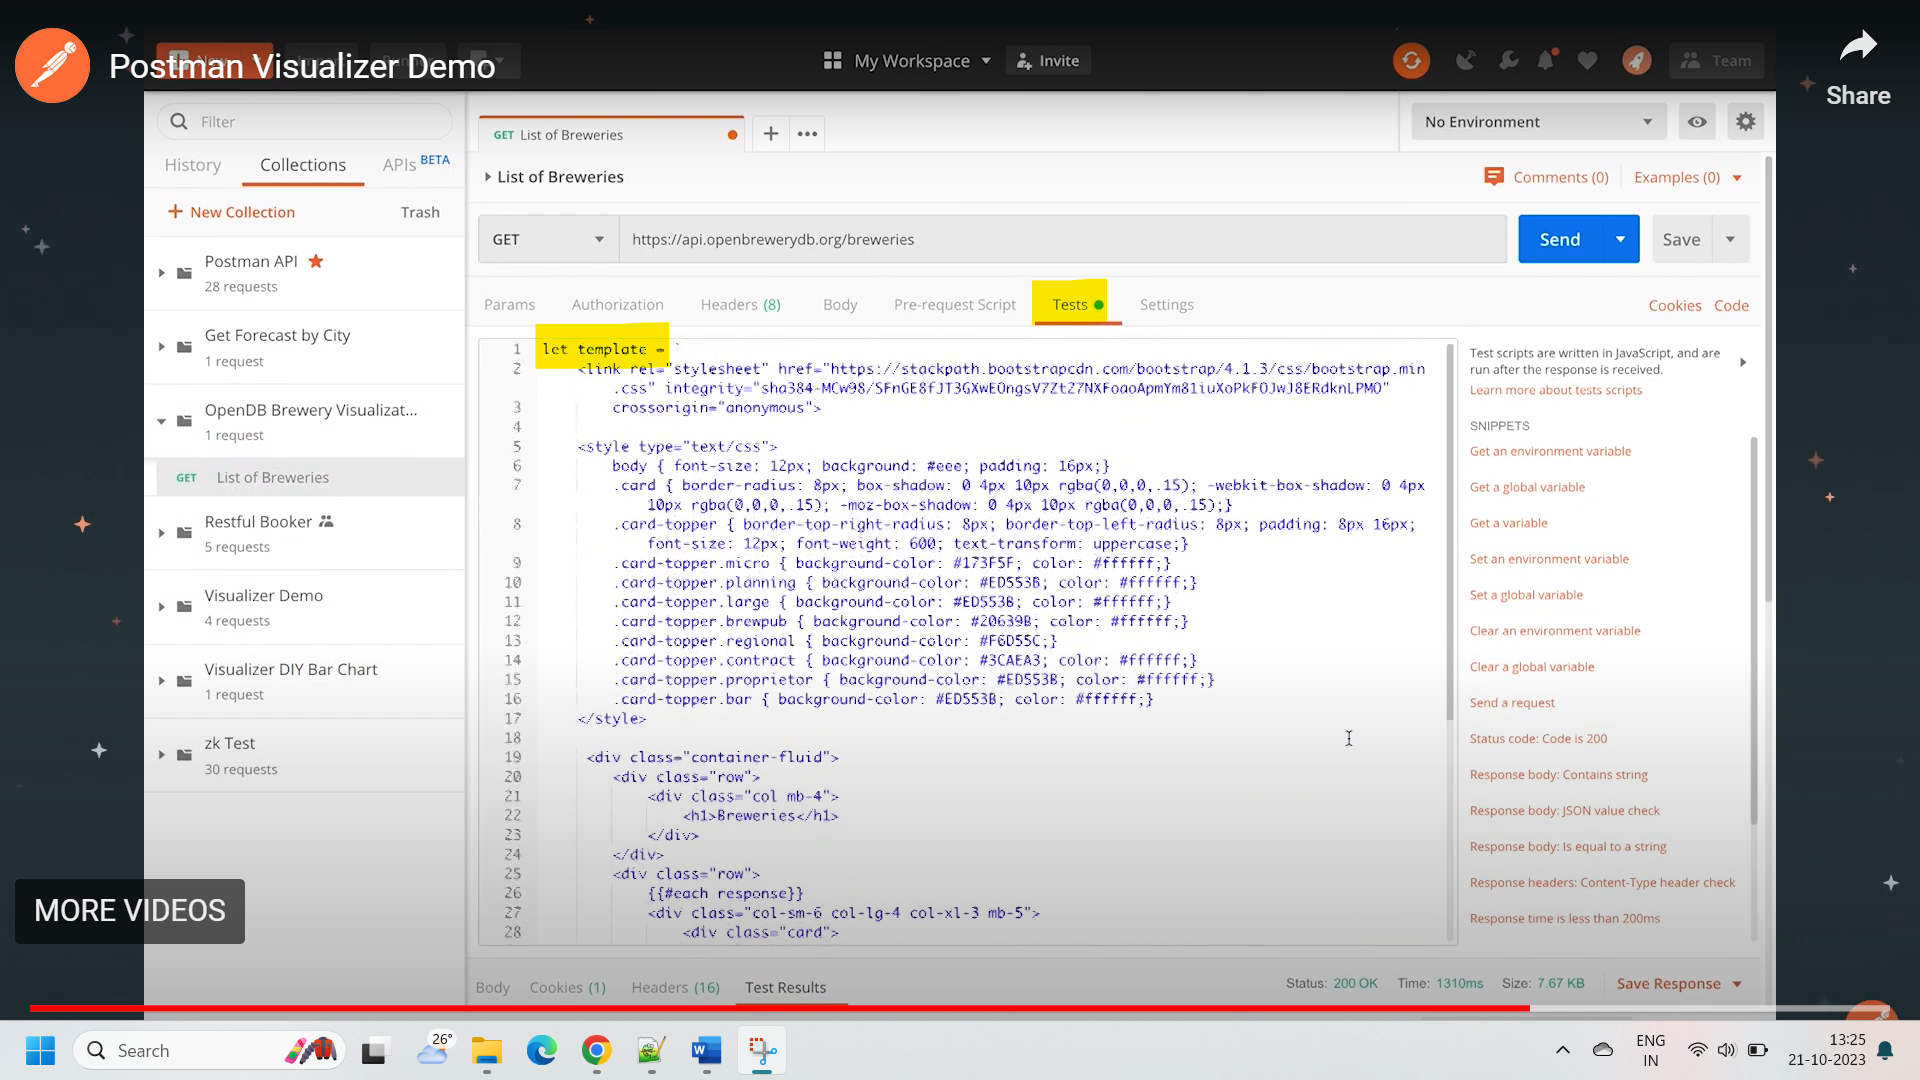 Postman Visualizer Demo
My Workspace
Invite
Team
Share
Filter
History
Collections
APIs BETA
New Collection
Trash
Postman API
28 requests
Get Forecast by City
1 request
OpenDB Brewery Visualizat...
1 request
GET List of Breweries
Restful Booker
5 requests
Visualizer Demo
4 requests
Visualizer DIY Bar Chart
1 request
zk Test
30 requests
MORE VIDEOS
GET List of Breweries
No Environment
List of Breweries
Comments (0)
Examples (0)
GET
https://api.openbrewerydb.org/breweries
Send
Save
Params
Authorization
Headers (8)
Body
Pre-request Script
Tests
Settings
Cookies
Code
1 let template = `
2 <link rel="stylesheet" href="https://stackpath.bootstrapcdn.com/bootstrap/4.1.3/css/bootstrap.min
.css" integrity="sha384-MCw98/SFnGE8fJT3GXwEOngsV7Zt27NXFoaoApmYm81iuXoPkFOJwJ8ERdknLPMO"
3 crossorigin="anonymous">
4
5 <style type="text/css">
6 body { font-size: 12px; background: #eee; padding: 16px;}
7 .card { border-radius: 8px; box-shadow: 0 4px 10px rgba(0,0,0,.15); -webkit-box-shadow: 0 4px
10px rgba(0,0,0,.15); -moz-box-shadow: 0 4px 10px rgba(0,0,0,.15);}
8 .card-topper { border-top-right-radius: 8px; border-top-left-radius: 8px; padding: 8px 16px;
font-size: 12px; font-weight: 600; text-transform: uppercase;}
9 .card-topper.micro { background-color: #173F5F; color: #ffffff;}
10 .card-topper.planning { background-color: #ED553B; color: #ffffff;}
11 .card-topper.large { background-color: #ED553B; color: #ffffff;}
12 .card-topper.brewpub { background-color: #20639B; color: #ffffff;}
13 .card-topper.regional { background-color: #F6D55C;}
14 .card-topper.contract { background-color: #3CAEA3; color: #ffffff;}
15 .card-topper.proprietor { background-color: #ED553B; color: #ffffff;}
16 .card-topper.bar { background-color: #ED553B; color: #ffffff;}
17 </style>
18
19 <div class="container-fluid">
20 <div class="row">
21 <div class="col mb-4">
22 <h1>Breweries</h1>
23 </div>
24 </div>
25 <div class="row">
26 {{#each response}}
27 <div class="col-sm-6 col-lg-4 col-xl-3 mb-5">
28 <div class="card">
Test scripts are written in JavaScript, and are
run after the response is received.
Learn more about tests scripts
SNIPPETS
Get an environment variable
Get a global variable
Get a variable
Set an environment variable
Set a global variable
Clear an environment variable
Clear a global variable
Send a request
Status code: Code is 200
Response body: Contains string
Response body: JSON value check
Response body: Is equal to a string
Response headers: Content-Type header check
Response time is less than 200ms
Body
Cookies (1)
Headers (16)
Test Results
Status: 200 OK
Time: 1310ms
Size: 7.67 KB
Save Response
Search
26°
ENG
IN
13:25
21-10-2023